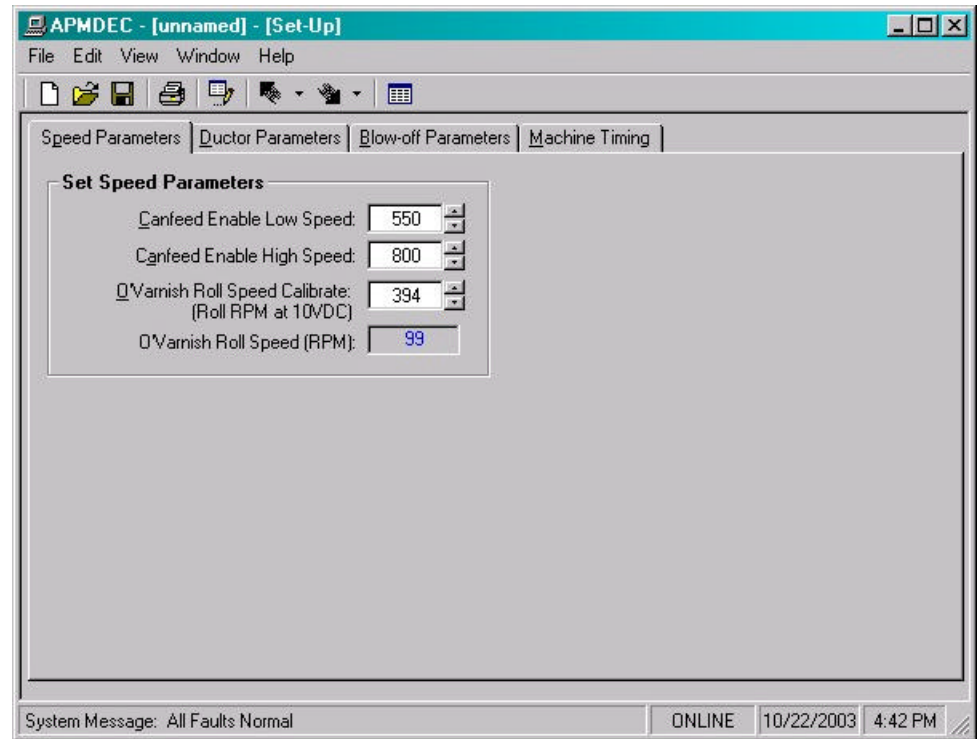 APMDEC - [unnamed] - [Set-Up]
File Edit View Window Help
Speed Parameters Ductor Parameters Blow-off Parameters Machine Timing
Set Speed Parameters
Canfeed Enable Low Speed: 550
Canfeed Enable High Speed: 800
O'Varnish Roll Speed Calibrate: 394
(Roll RPM at 10VDC)
O'Varnish Roll Speed (RPM): 99
System Message: All Faults Normal ONLINE 10/22/2003 4:42 PM